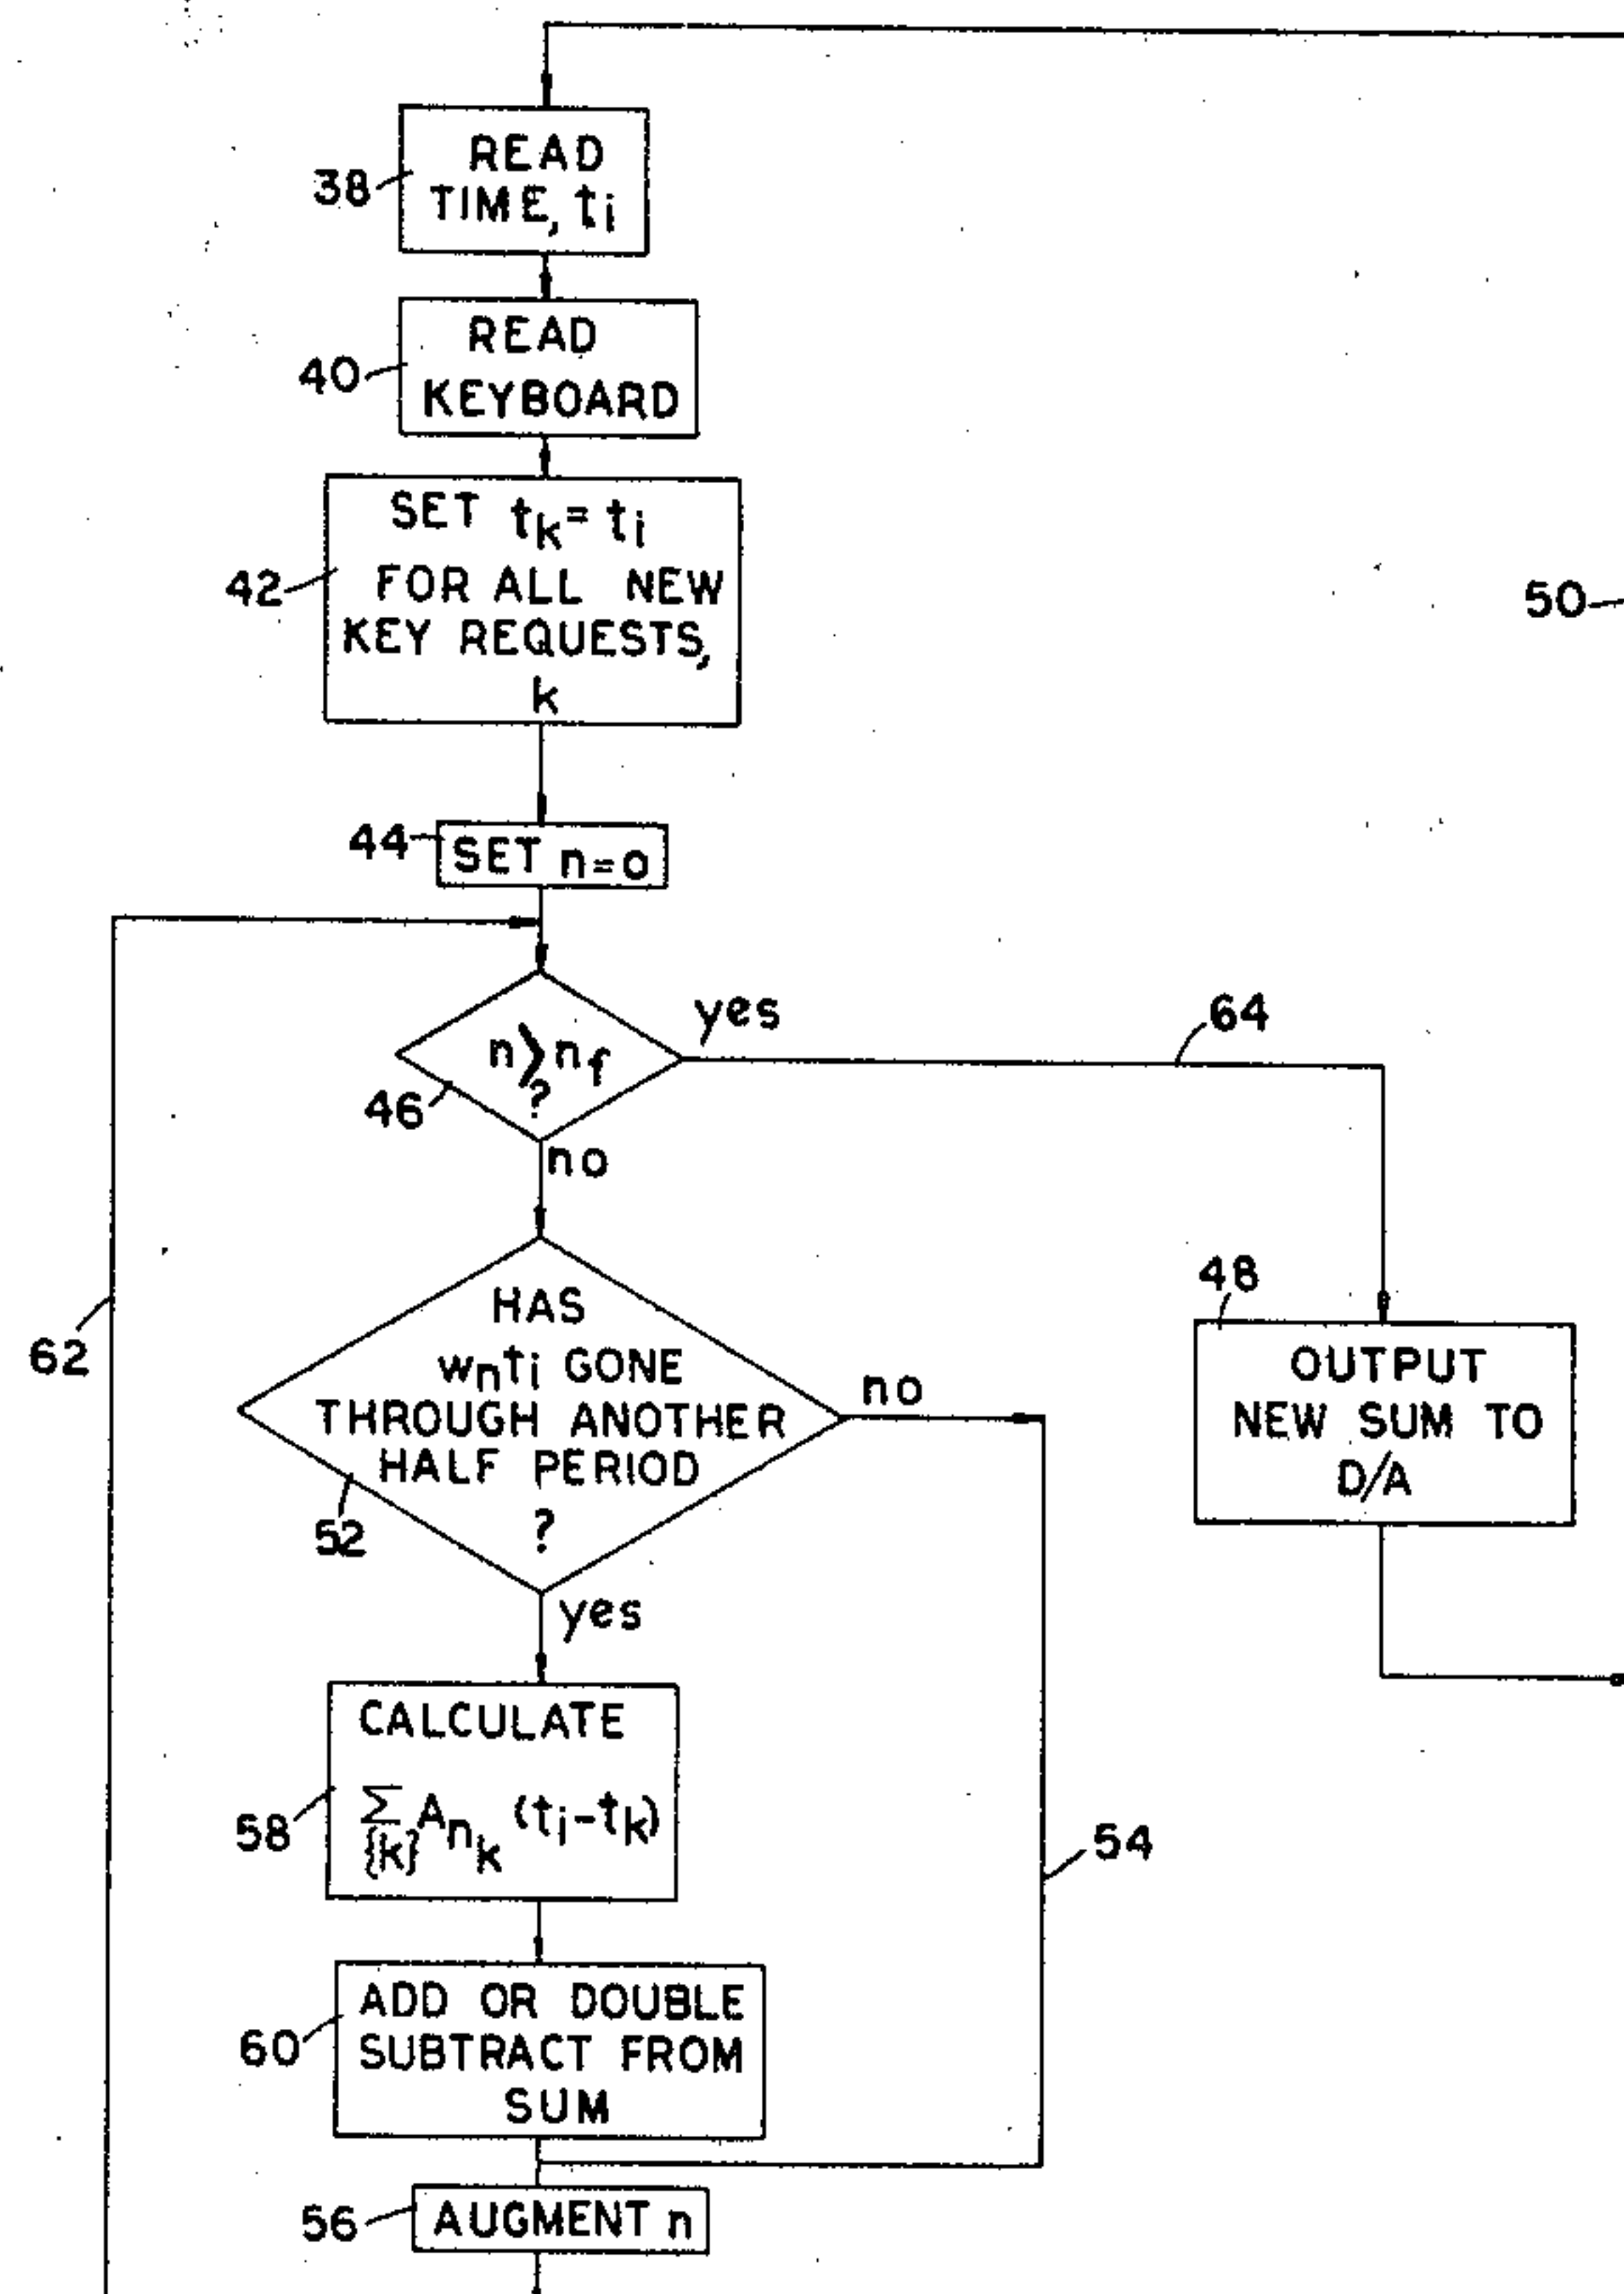 38
READ
TIME, ti
40
READ
KEYBOARD
42
SET tk = ti
FOR ALL NEW
KEY REQUESTS,
k
50
44
SET n=o
46
n>nf
?
yes
64
no
62
52
HAS
wnti GONE
THROUGH ANOTHER
HALF PERIOD
?
no
48
OUTPUT
NEW SUM TO
D/A
yes
58
CALCULATE
∑{k} Ank (ti-tk)
54
60
ADD OR DOUBLE
SUBTRACT FROM
SUM
56
AUGMENT n